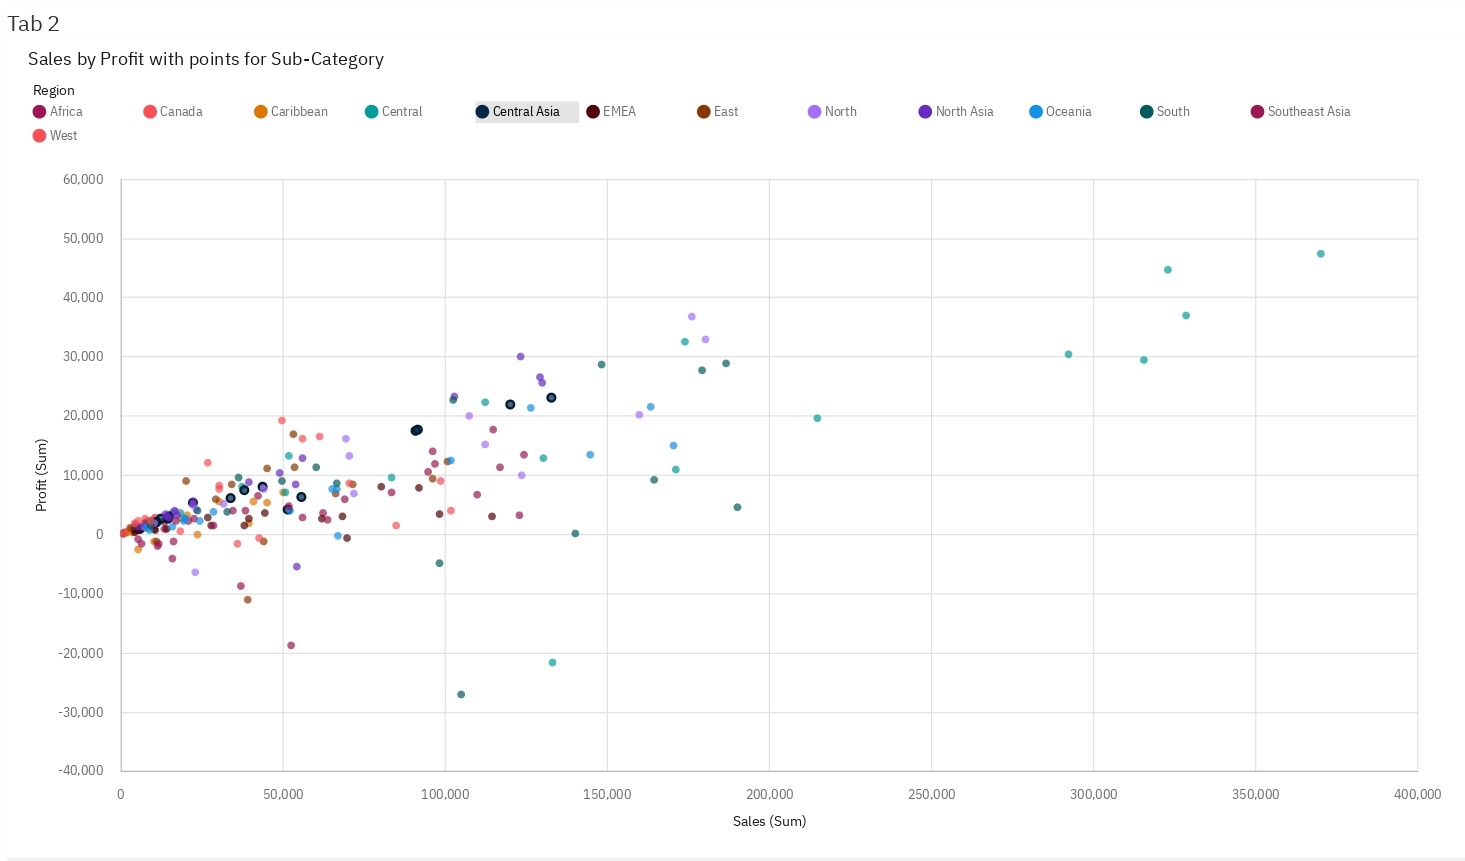 Tab 2
Sales by Profit with points for Sub-Category
Region
Africa Canada Caribbean Central Central Asia EMEA East North North Asia Oceania South Southeast Asia
West
60,000
50,000
40,000
30,000
20,000
10,000
0
-10,000
-20,000
-30,000
-40,000
Profit (Sum)
0 50,000 100,000 150,000 200,000 250,000 300,000 350,000 400,000
Sales (Sum)